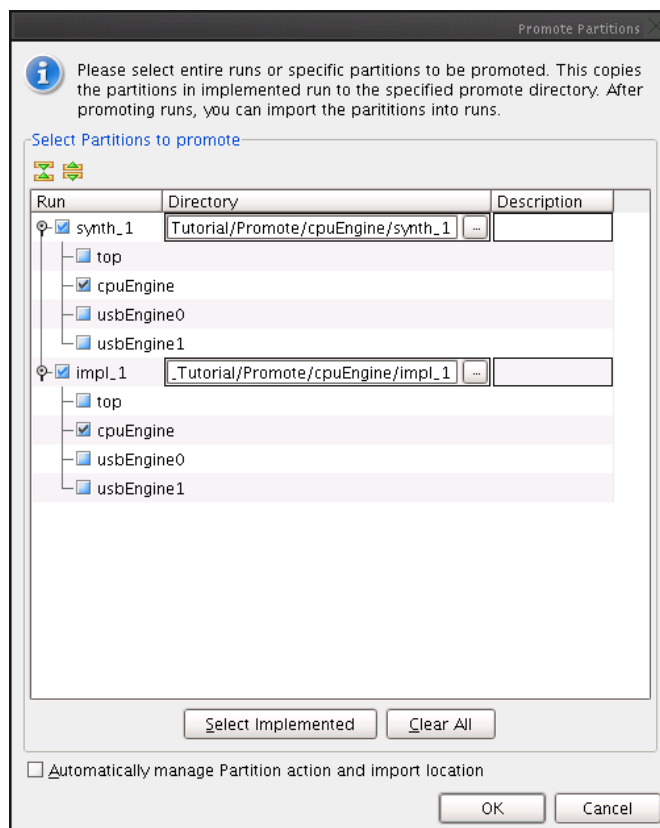 Promote Partitions
Please select entire runs or specific partitions to be promoted. This copies
the partitions in implemented run to the specified promote directory. After
promoting runs, you can import the parititions into runs.
Select Partitions to promote
Run Directory Description
synth_1 Tutorial/Promote/cpuEngine/synth_1 ...
top
cpuEngine
usbEngine0
usbEngine1
impl_1 _Tutorial/Promote/cpuEngine/impl_1 ...
top
cpuEngine
usbEngine0
usbEngine1
Select Implemented Clear All
Automatically manage Partition action and import location
OK Cancel